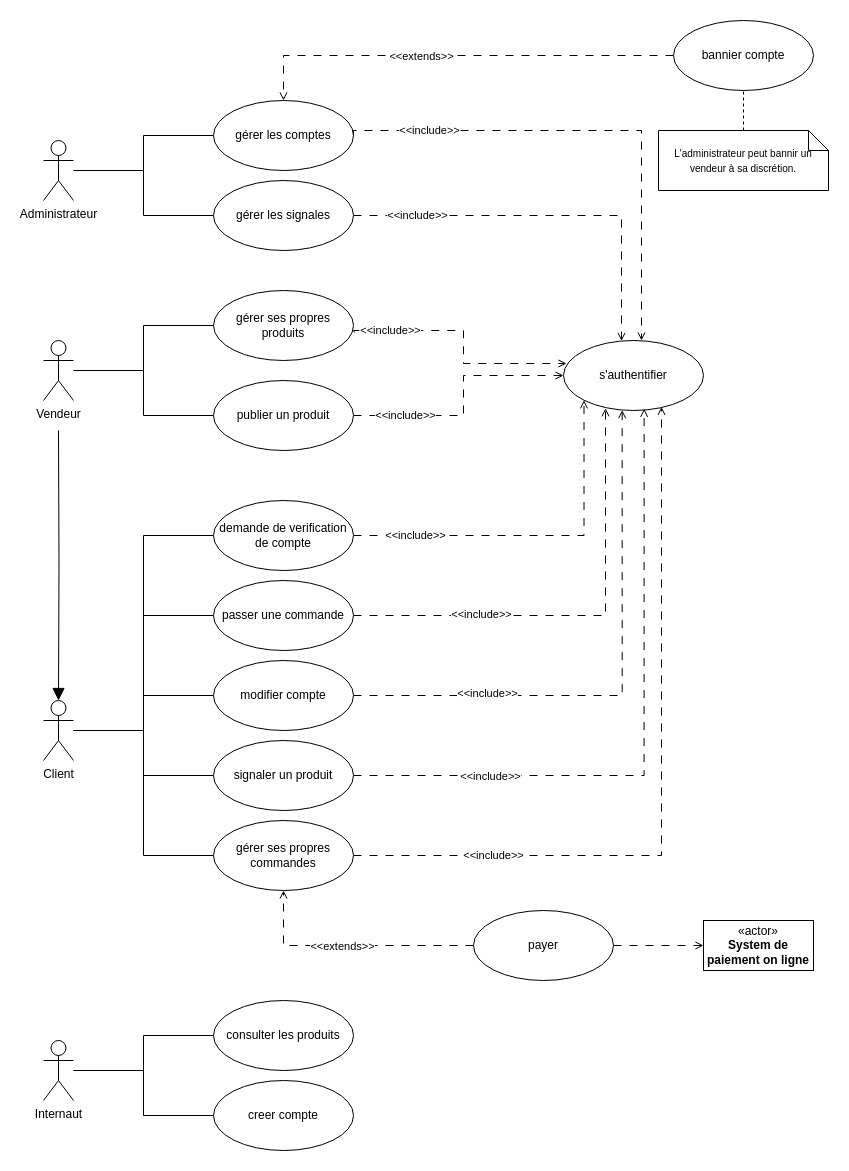 bannier compte
<<extends>>
gérer les comptes
<<include>>
L'administrateur peut bannir un
vendeur à sa discrétion.
Administrateur
gérer les signales
<<include>>
gérer ses propres
produits
<<include>>
s'authentifier
Vendeur
publier un produit
<<include>>
demande de verification
de compte
<<include>>
passer une commande
<<include>>
modifier compte
<<include>>
Client
signaler un produit
<<include>>
gérer ses propres
commandes
<<include>>
<<extends>>
payer
«actor»
System de
paiement on ligne
consulter les produits
Internaut
creer compte